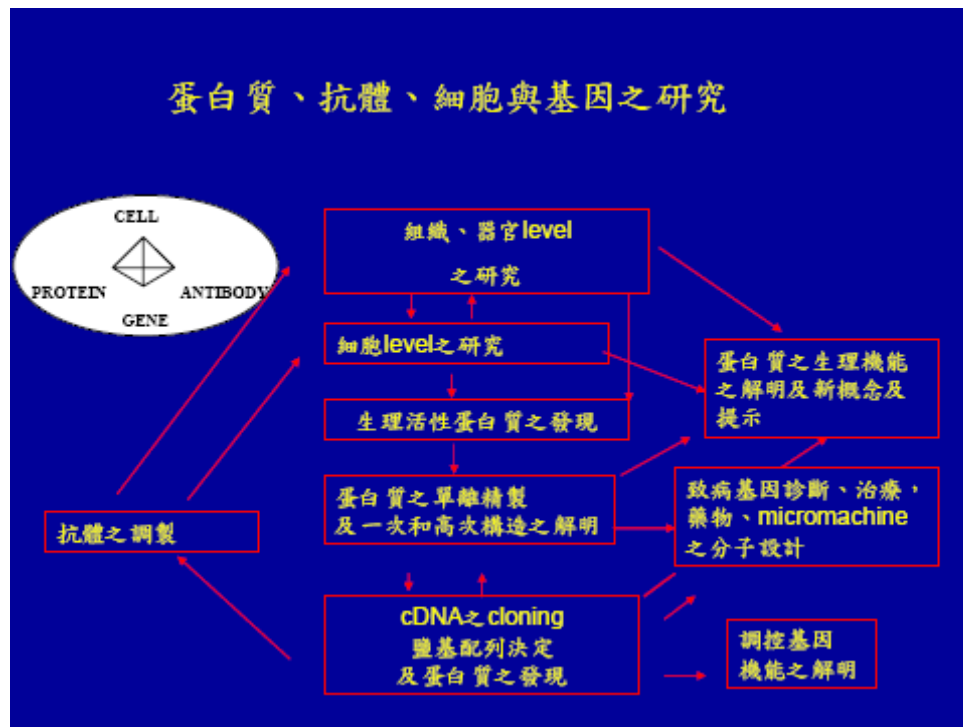 蛋白質、抗體、細胞與基因之研究
CELL
PROTEIN
ANTIBODY
GENE
組織、器官level
之研究
細胞level之研究
生理活性蛋白質之發現
蛋白質之單離精製
及一次和高次構造之解明
cDNA之cloning
鹽基配列決定
及蛋白質之發現
抗體之調製
蛋白質之生理機能
之解明及新概念及
提示
致病基因診斷、治療,
藥物、micromachine
之分子設計
調控基因
機能之解明